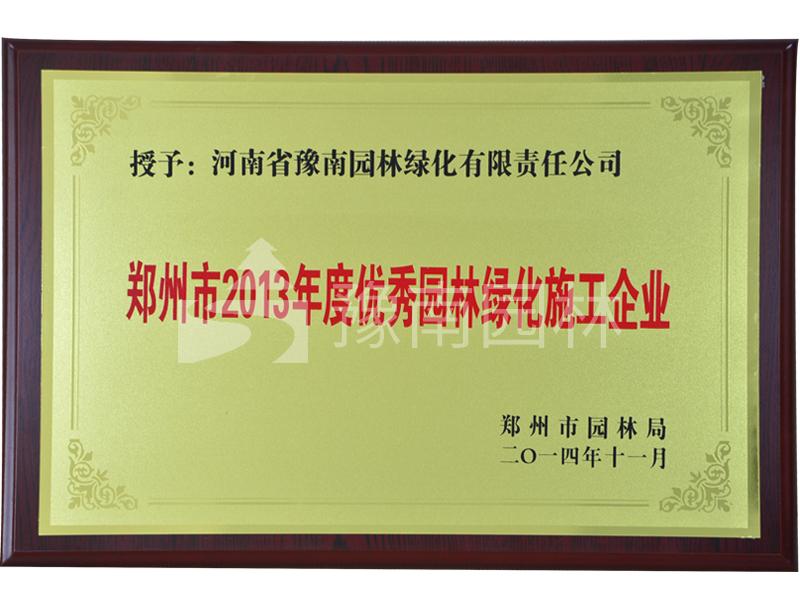 授予：河南省豫南园林绿化有限责任公司
郑州市2013年度优秀园林绿化施工企业
豫南园林
郑州市园林局
二〇一四年十一月